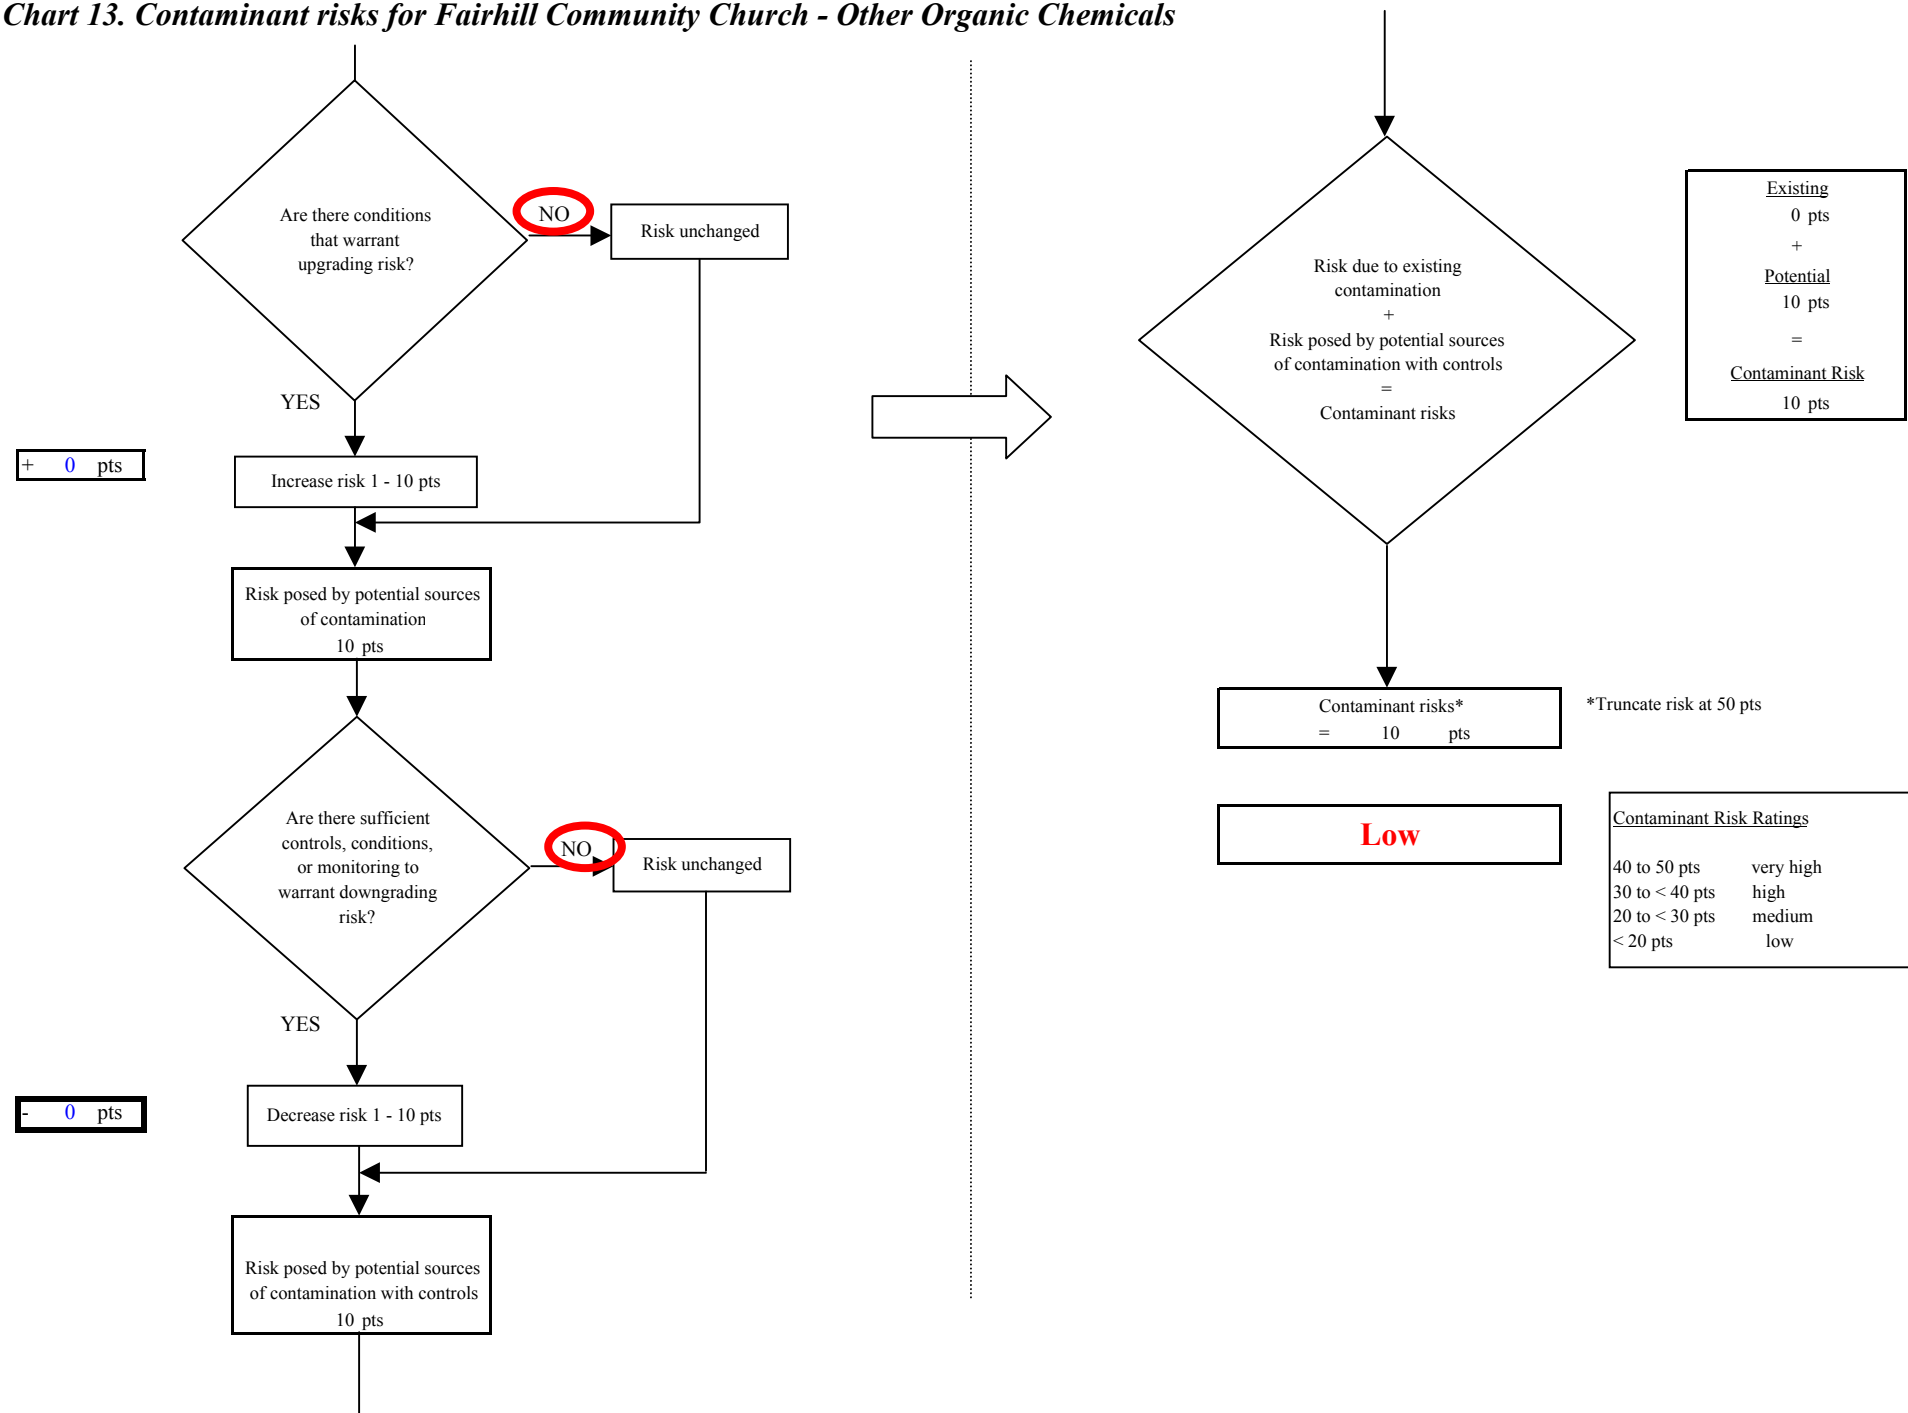 Chart 13. Contaminant risks for Fairhill Community Church - Other Organic Chemicals
Are there conditions
that warrant
upgrading risk?
NO
Risk unchanged
YES
+ 0 pts
Increase risk 1 - 10 pts
Risk posed by potential sources
of contamination
10 pts
Are there sufficient
controls, conditions,
or monitoring to
warrant downgrading
risk?
NO
Risk unchanged
YES
- 0 pts
Decrease risk 1 - 10 pts
Risk posed by potential sources
of contamination with controls
10 pts
Risk due to existing
contamination
+
Risk posed by potential sources
of contamination with controls
=
Contaminant risks
Existing
0 pts
+
Potential
10 pts
=
Contaminant Risk
10 pts
Contaminant risks*
= 10 pts
*Truncate risk at 50 pts
Low
Contaminant Risk Ratings
40 to 50 pts very high
30 to < 40 pts high
20 to < 30 pts medium
< 20 pts low